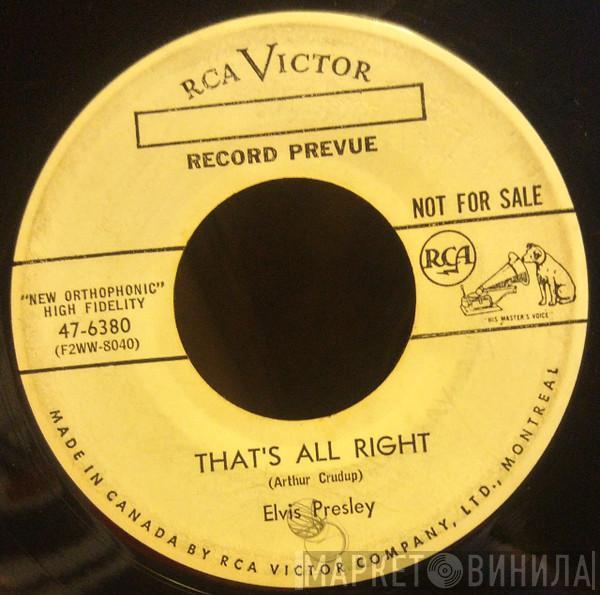 RCA VICTOR
RECORD PREVUE
NOT FOR SALE
"NEW ORTHOPHONIC"
HIGH FIDELITY
47-6380
(F2WW-8040)
RCA
"HIS MASTER'S VOICE"
THAT'S ALL RIGHT
(Arthur Crudup)
Elvis Presley
MADE IN CANADA BY RCA VICTOR COMPANY, LTD., MONTREAL
МАРКЕТ ВИНИЛА